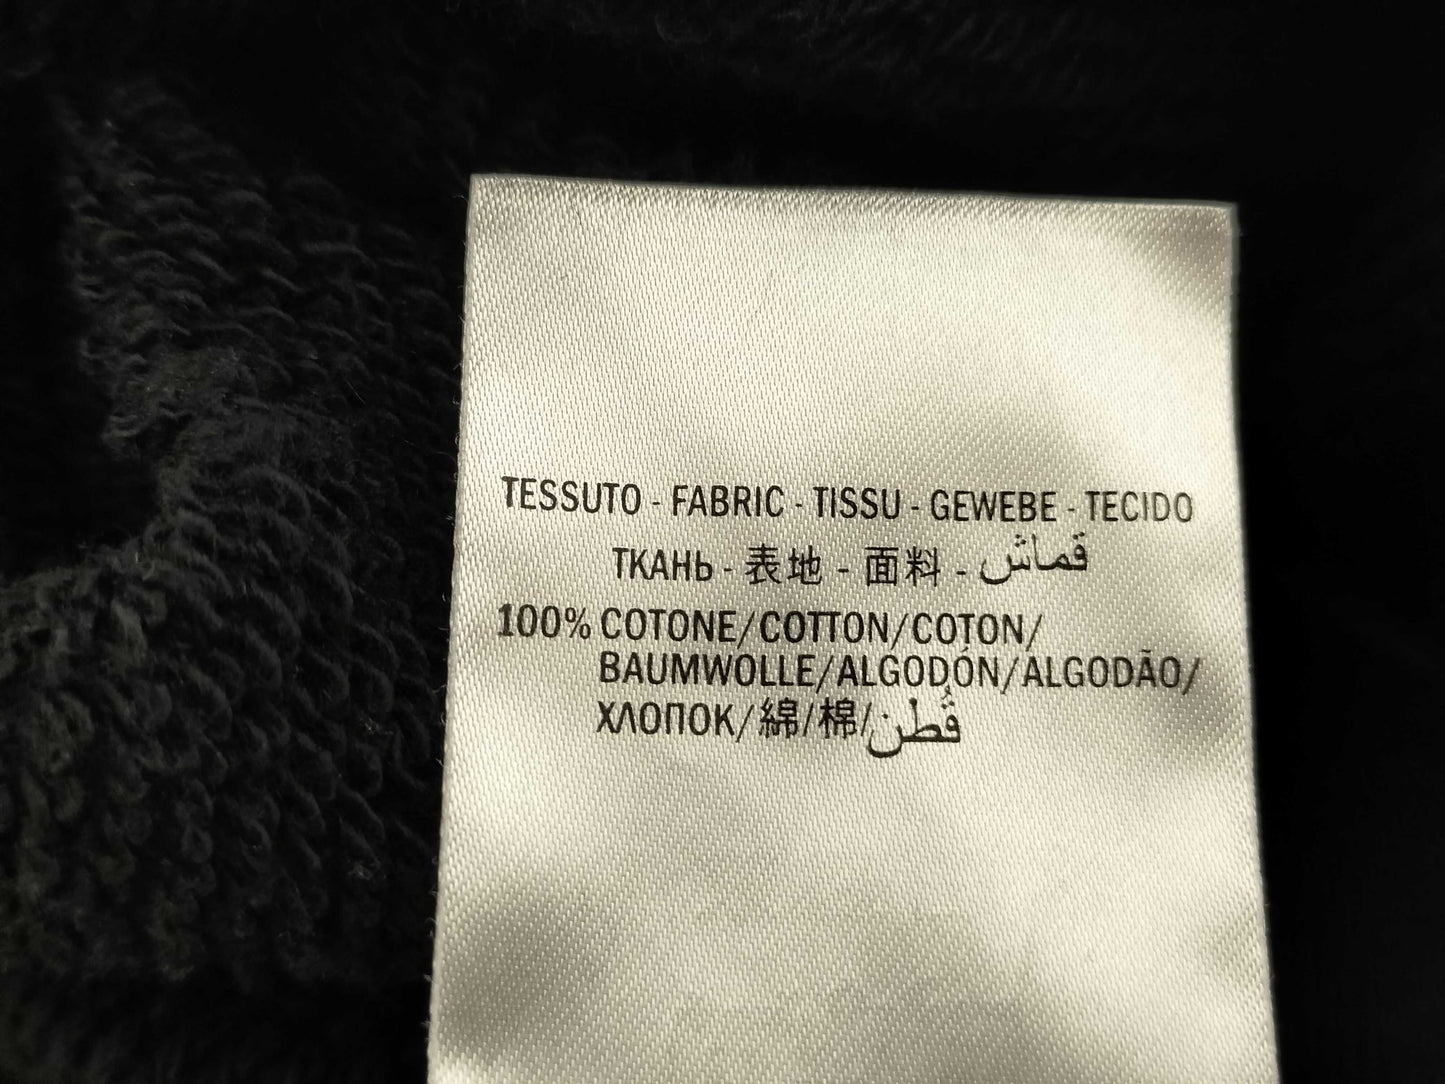 TESSUTO - FABRIC - TISSU - GEWEBE - TECIDO
ТКАНЬ - 表地 - 面料 - قماش
100% COTONE/COTTON/COTON/
BAUMWOLLE/ALGODÓN/ALGODÃO/
ХЛОПОК/綿/棉/قُطن